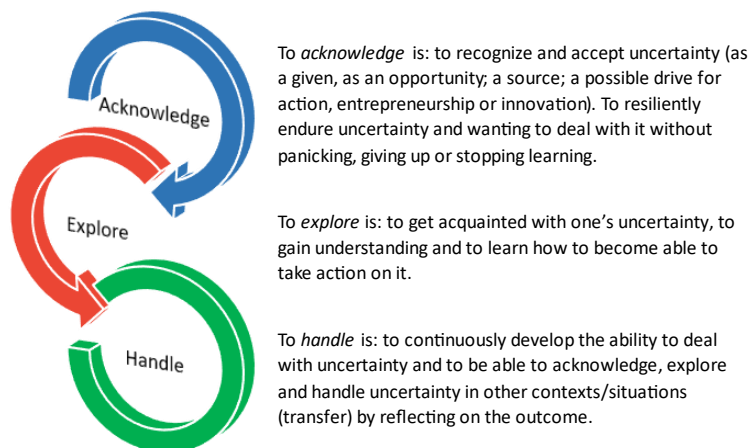 Acknowledge
To acknowledge is: to recognize and accept uncertainty (as
a given, as an opportunity; a source; a possible drive for
action, entrepreneurship or innovation). To resiliently
endure uncertainty and wanting to deal with it without
panicking, giving up or stopping learning.
Explore
To explore is: to get acquainted with one’s uncertainty, to
gain understanding and to learn how to become able to
take action on it.
Handle
To handle is: to continuously develop the ability to deal
with uncertainty and to be able to acknowledge, explore
and handle uncertainty in other contexts/situations
(transfer) by reflecting on the outcome.